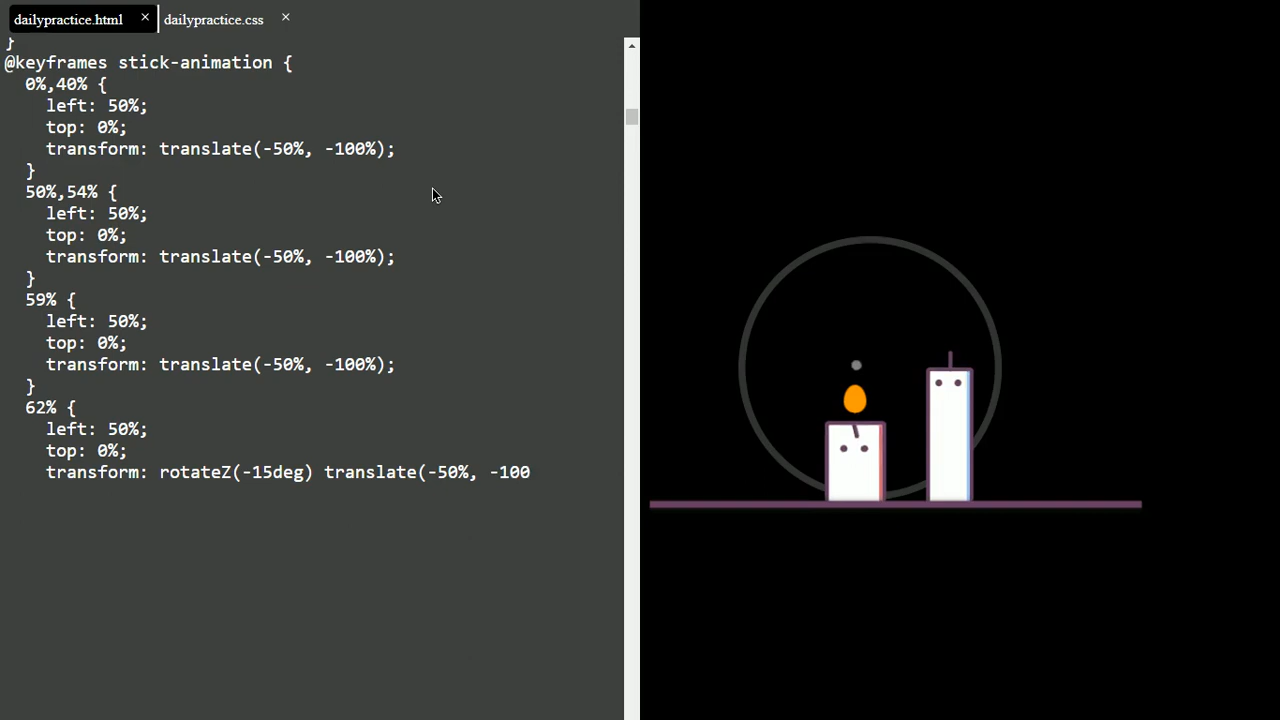 dailypractice.html × dailypractice.css ×
}
@keyframes stick-animation {
0%,40% {
left: 50%;
top: 0%;
transform: translate(-50%, -100%);
}
50%,54% {
left: 50%;
top: 0%;
transform: translate(-50%, -100%);
}
59% {
left: 50%;
top: 0%;
transform: translate(-50%, -100%);
}
62% {
left: 50%;
top: 0%;
transform: rotateZ(-15deg) translate(-50%, -100